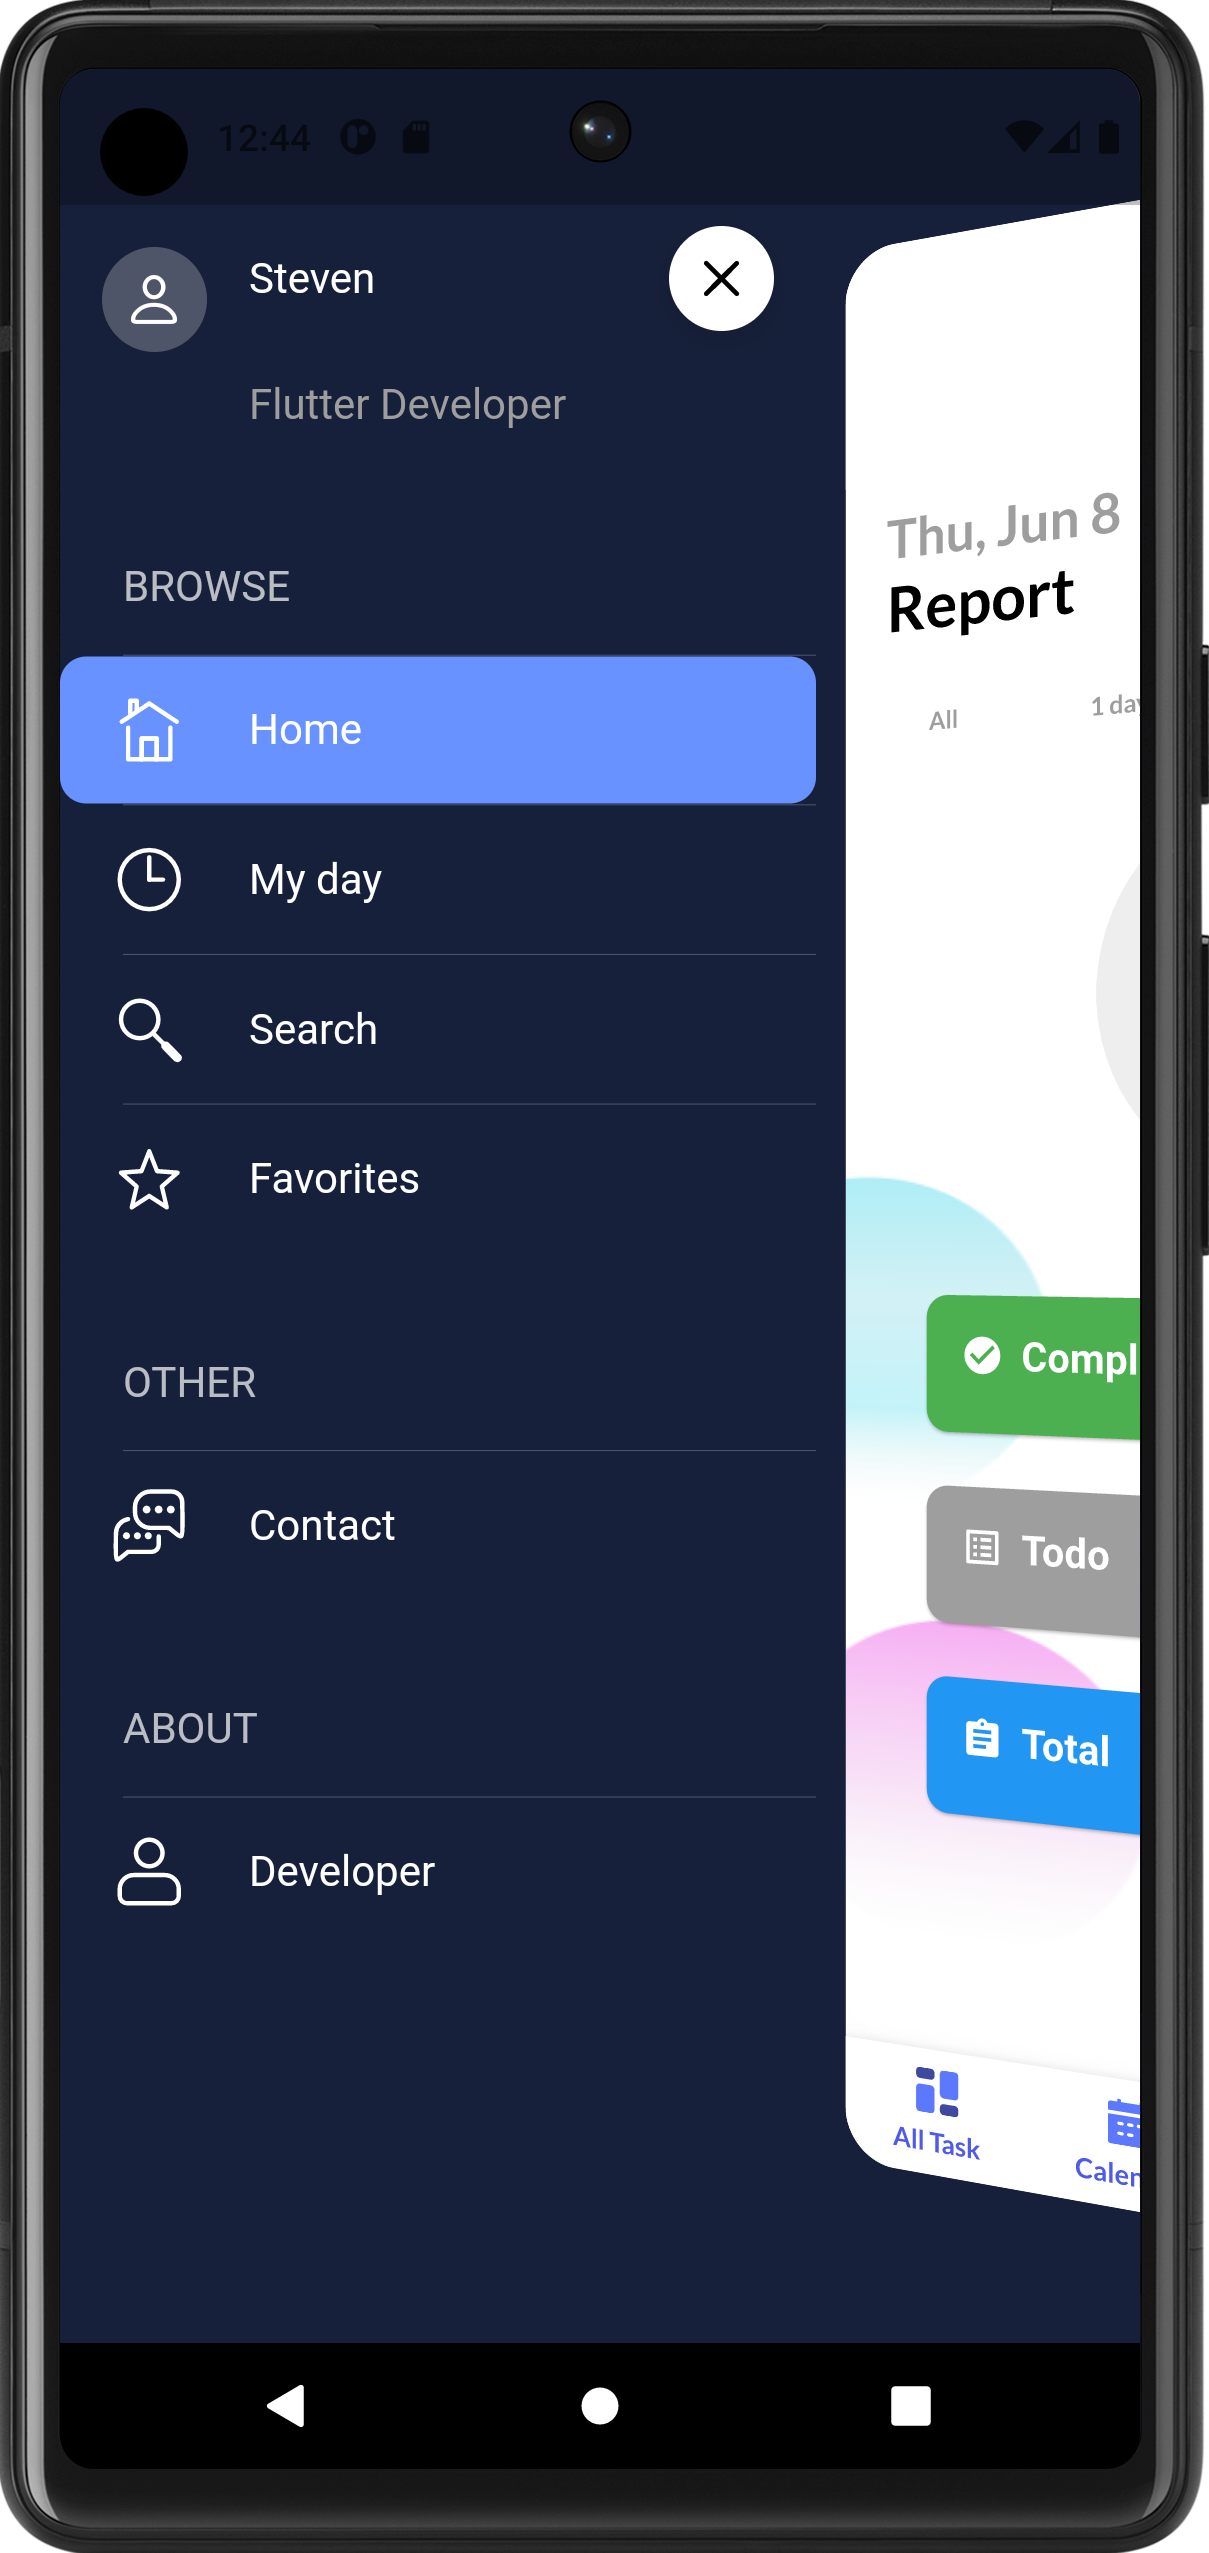 12:44
Steven
Flutter Developer
BROWSE
Home
My day
Search
Favorites
OTHER
Contact
ABOUT
Developer
Thu, Jun 8
Report
All 1 day
Compl
Todo
Total
All Task
Calen